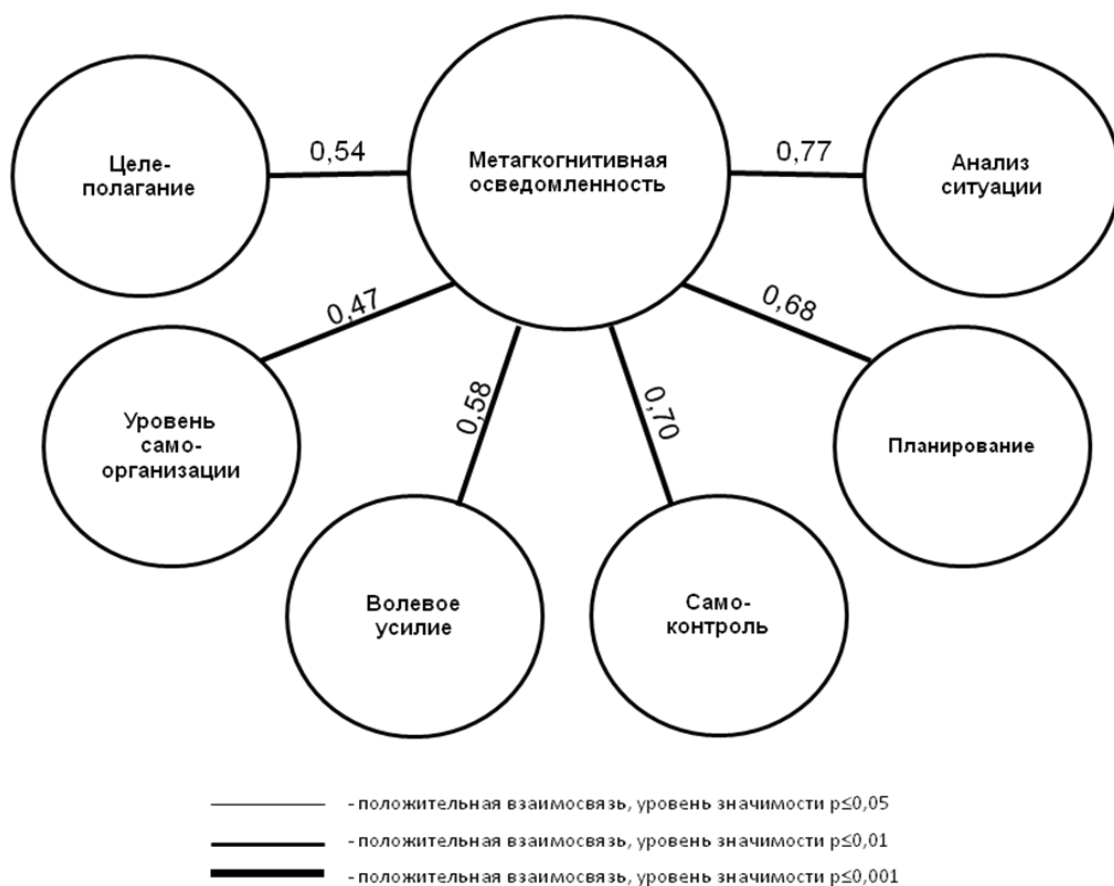 Целе-
полагание
0,54
Метагкогнитивная
осведомленность
0,77
Анализ
ситуации
0,47
0,68
Уровень
само-
организации
0,58
0,70
Планирование
Волевое
усилие
Само-
контроль
- положительная взаимосвязь, уровень значимости p≤0,05
- положительная взаимосвязь, уровень значимости p≤0,01
- положительная взаимосвязь, уровень значимости p≤0,001